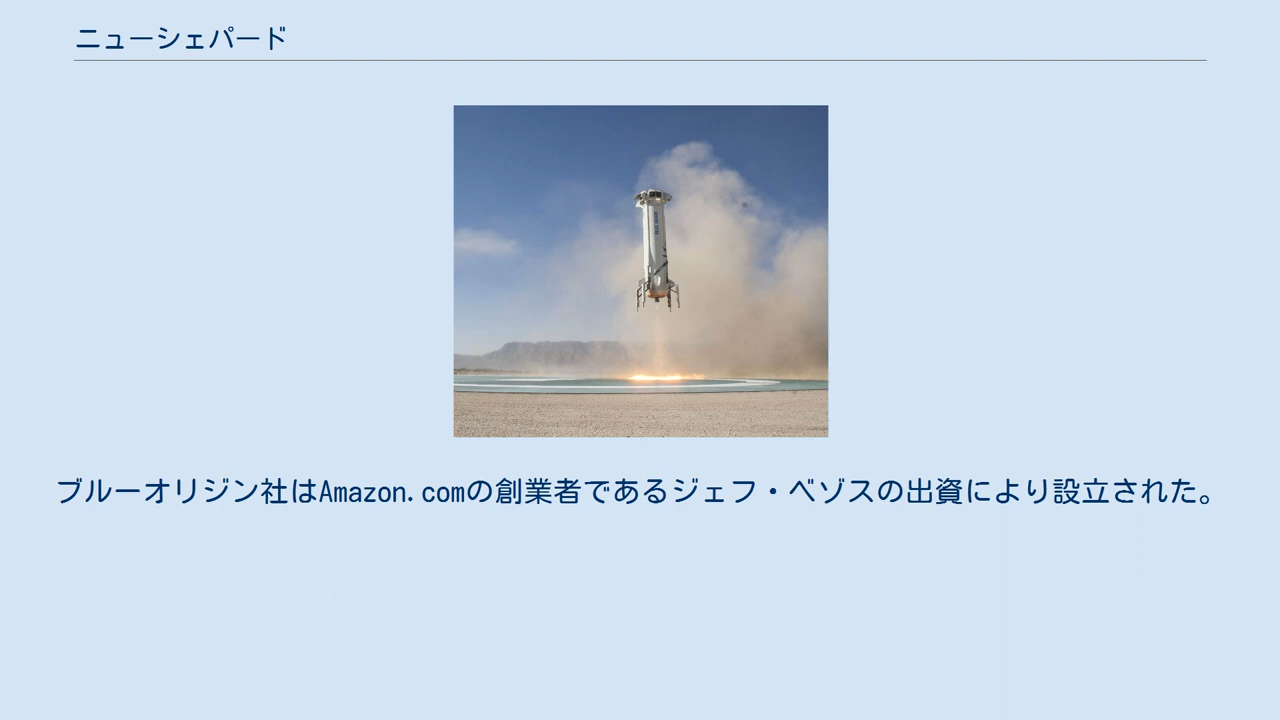 ニューシェパード
ブルーオリジン社はAmazon.comの創業者であるジェフ・ベゾスの出資により設立された。